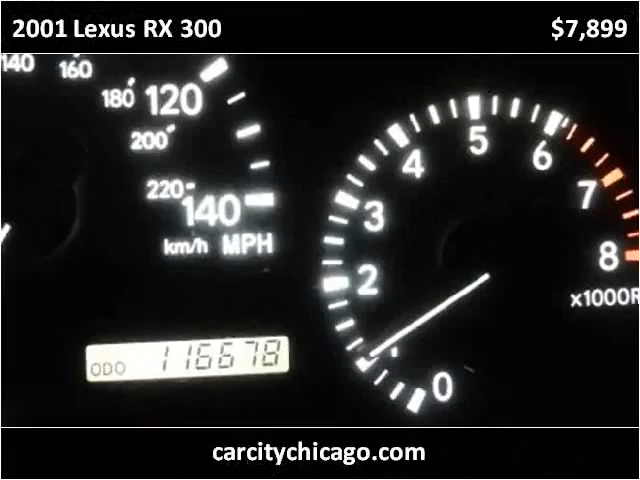 2001 Lexus RX 300 $7,899
140 160
180 120
200
220 140
km/h MPH
ODO 116678
0 2 3 4 5 6 7 8
x1000R
carcitychicago.com